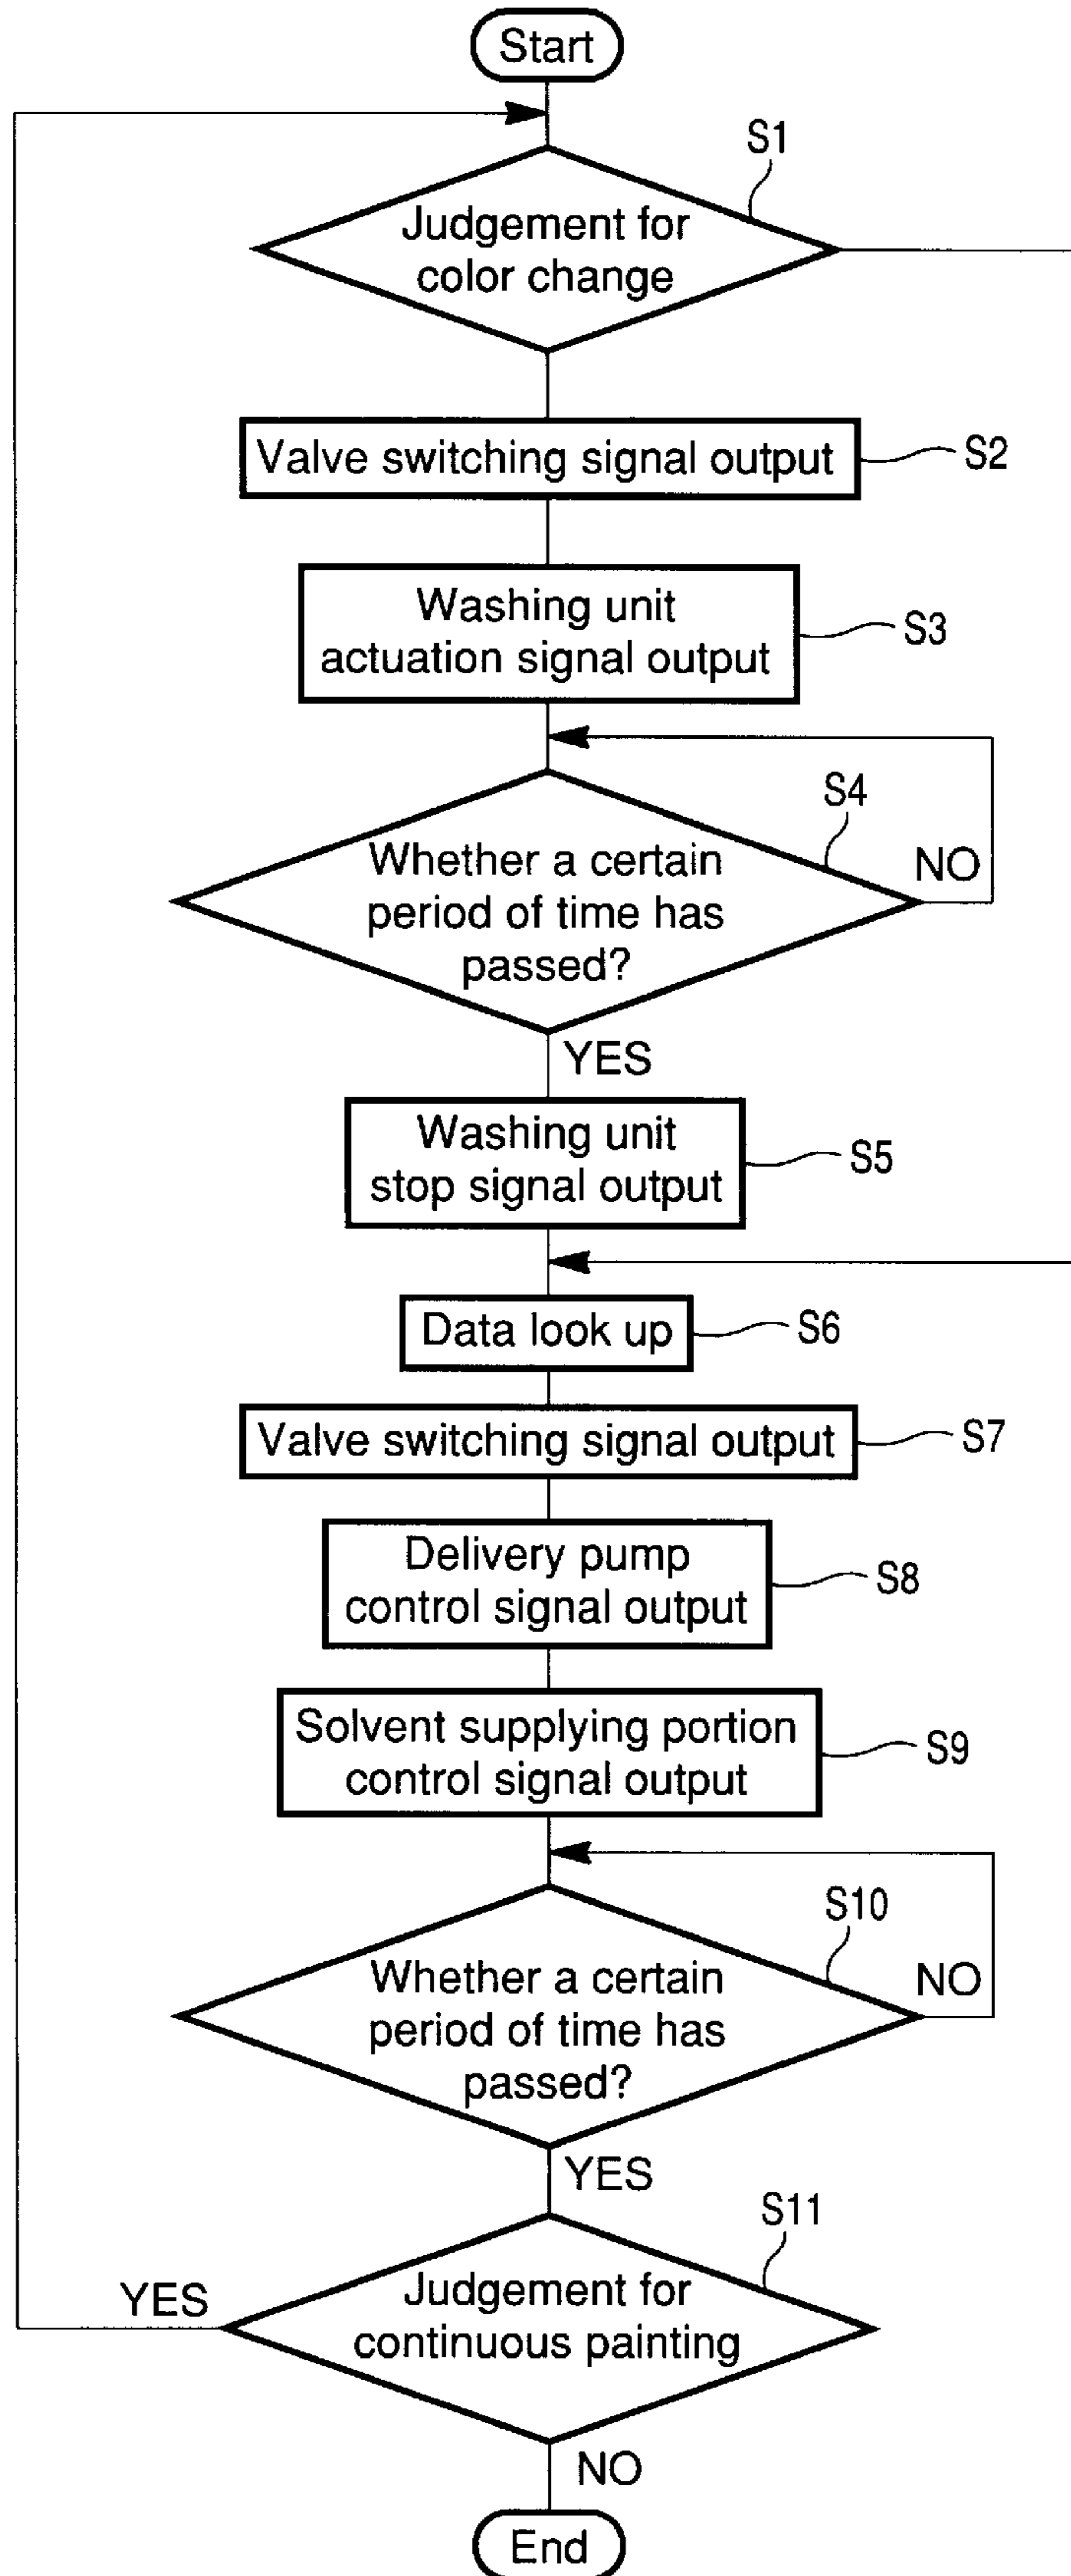 Start
S1
Judgement for
color change
Valve switching signal output
S2
Washing unit
actuation signal output
S3
S4
Whether a certain
period of time has
passed?
NO
YES
Washing unit
stop signal output
S5
Data look up
S6
Valve switching signal output
S7
Delivery pump
control signal output
S8
Solvent supplying portion
control signal output
S9
S10
Whether a certain
period of time has
passed?
NO
YES
S11
Judgement for
continuous painting
YES
NO
End